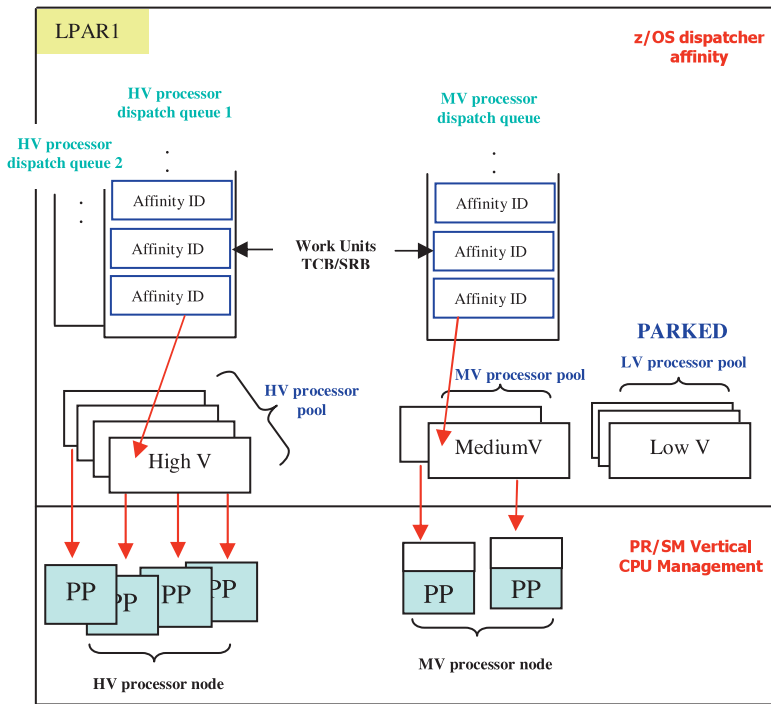 LPAR1
z/OS dispatcher
affinity
HV processor
dispatch queue 1
MV processor
dispatch queue
HV processor
dispatch queue 2
Affinity ID
Affinity ID
Affinity ID
Work Units
TCB/SRB
Affinity ID
Affinity ID
Affinity ID
PARKED
LV processor pool
HV processor
pool
MV processor pool
High V
MediumV
Low V
PR/SM Vertical
CPU Management
PP
PP
PP
PP
PP
PP
HV processor node
MV processor node